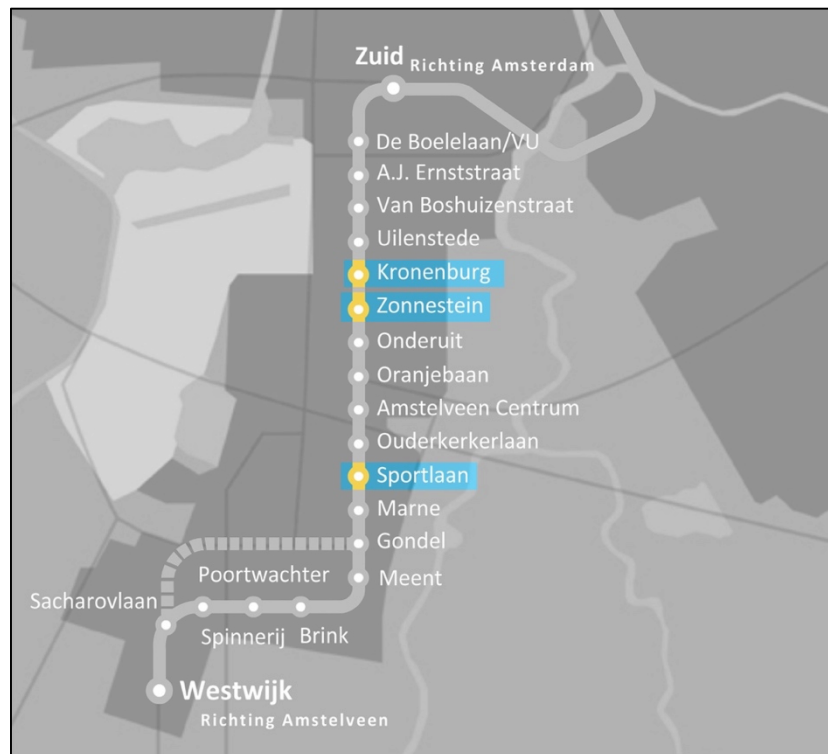 Zuid
Richting Amsterdam
De Boelelaan/VU
A.J. Ernststraat
Van Boshuizenstraat
Uilenstede
Kronenburg
Zonnestein
Onderuit
Oranjebaan
Amstelveen Centrum
Ouderkerkerlaan
Sportlaan
Marne
Gondel
Meent
Poortwachter
Sacharovlaan
Spinnerij
Brink
Westwijk
Richting Amstelveen